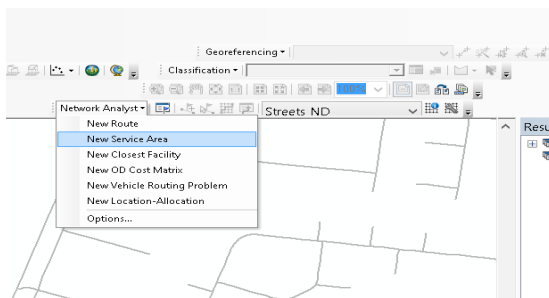 Georeferencing
Classification
100%
Network Analyst
Streets ND
New Route
Resu
New Service Area
New Closest Facility
New OD Cost Matrix
New Vehicle Routing Problem
New Location-Allocation
Options...